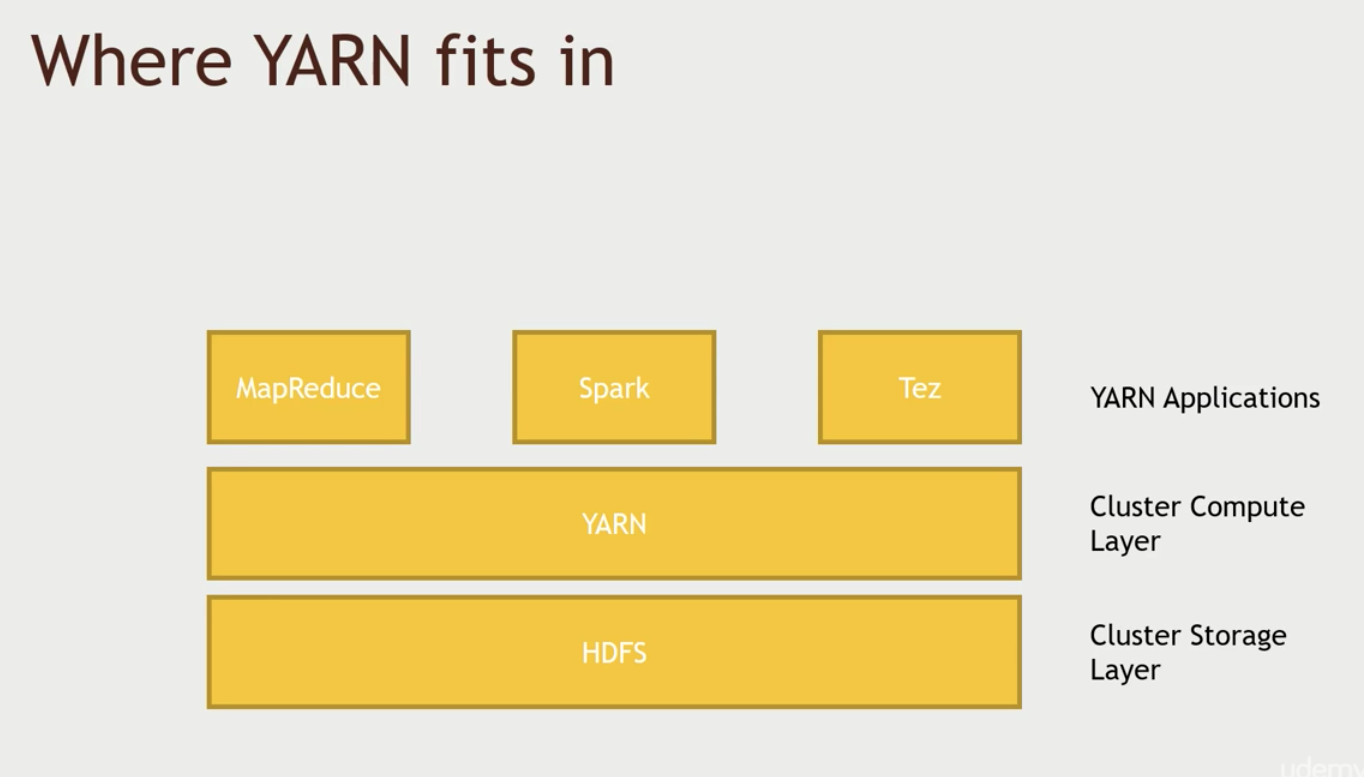 Where YARN fits in
MapReduce
Spark
Tez
YARN Applications
YARN
Cluster Compute
Layer
HDFS
Cluster Storage
Layer
udemy